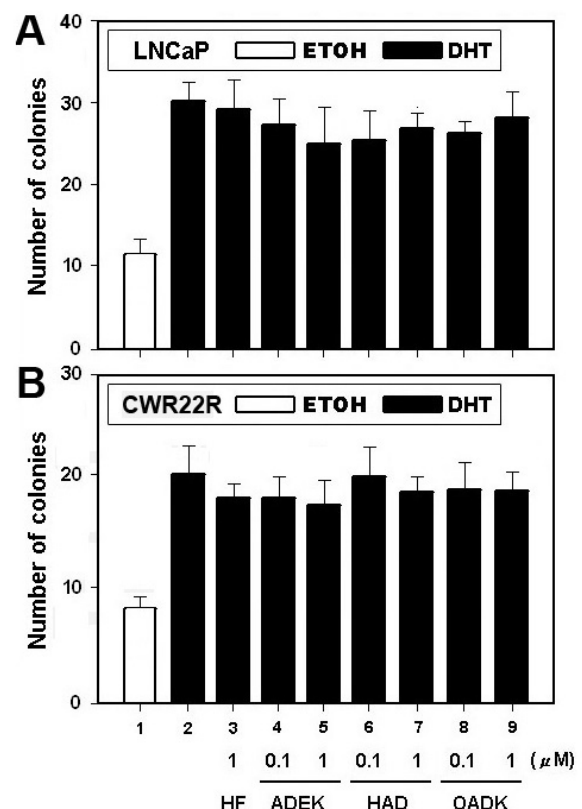 A
40
LNCaP ETOH DHT
30
20
10
0
Number of colonies
B
30
CWR22R ETOH DHT
20
10
0
Number of colonies
1 2 3 4 5 6 7 8 9
1 0.1 1 0.1 1 0.1 1 (μM)
HF ADEK HAD OADK